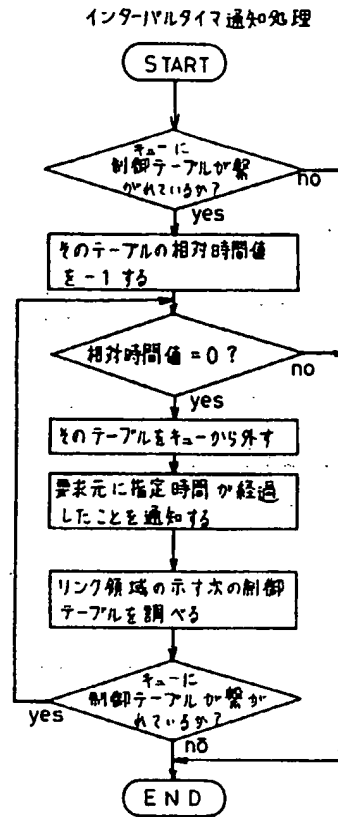 インターバルタイマ通知処理
START
キューに
制御テーブルが繋
がれているか?
no
yes
そのテーブルの相対時間値
を-1する
相対時間値=0?
no
yes
そのテーブルをキューから外す
要求元に指定時間が経過
したことを通知する
リンク領域の示す次の制御
テーブルを調べる
キューに
制御テーブルが繋が
れているか?
yes
no
END